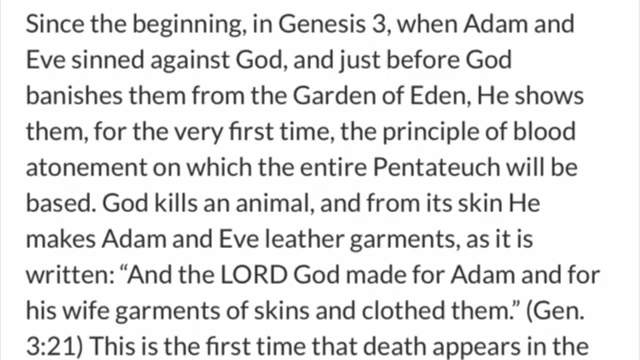 Since the beginning, in Genesis 3, when Adam and
Eve sinned against God, and just before God
banishes them from the Garden of Eden, He shows
them, for the very first time, the principle of blood
atonement on which the entire Pentateuch will be
based. God kills an animal, and from its skin He
makes Adam and Eve leather garments, as it is
written: “And the LORD God made for Adam and for
his wife garments of skins and clothed them.” (Gen.
3:21) This is the first time that death appears in the